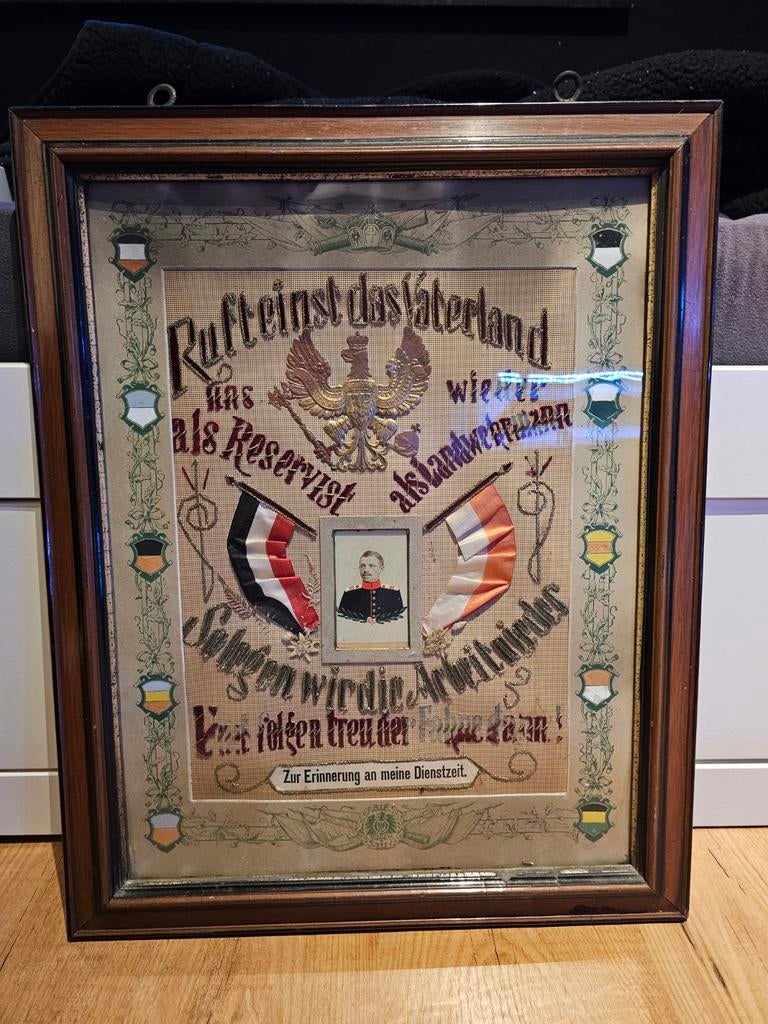 Ruft einst das Vaterland
uns wieder
als Reservist als Landwehrmann
So legen wir die Arbeit nieder
Und folgen treu der Fahne dann!
Zur Erinnerung an meine Dienstzeit.